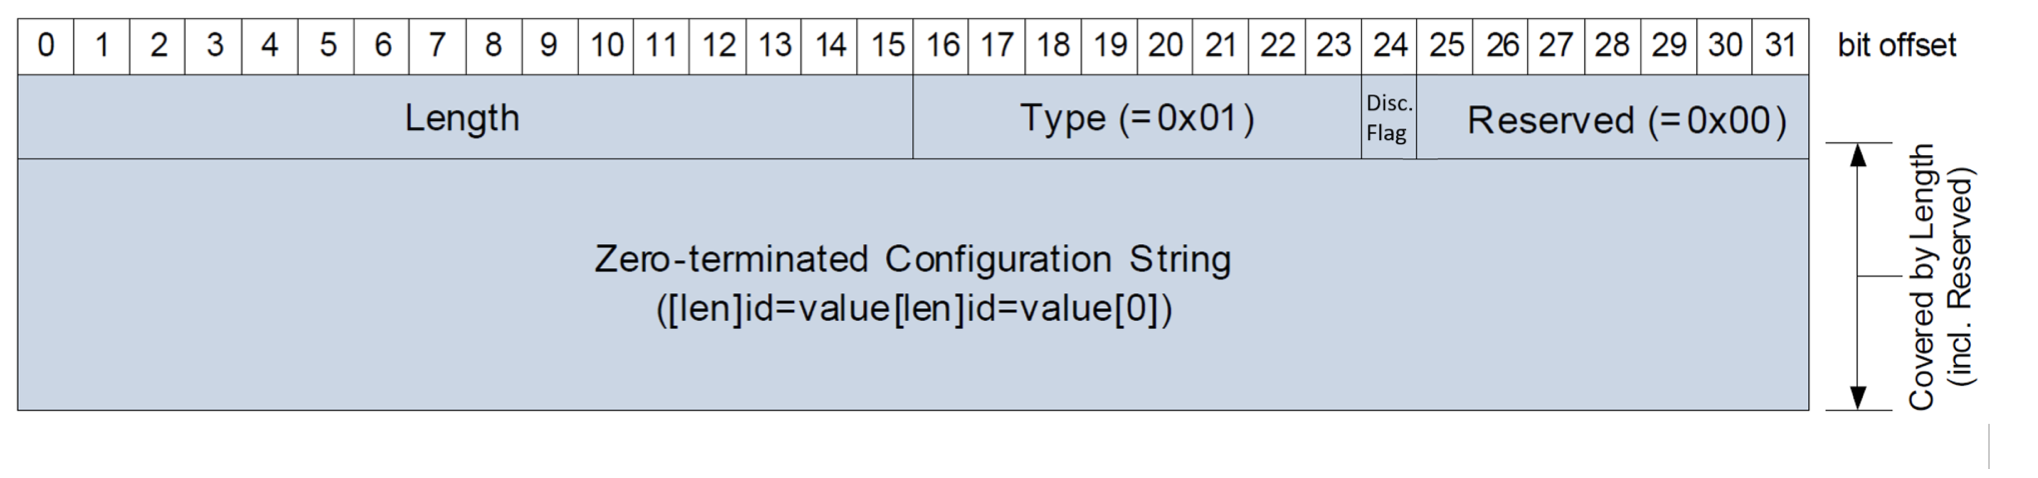 0 1 2 3 4 5 6 7 8 9 10 11 12 13 14 15 16 17 18 19 20 21 22 23 24 25 26 27 28 29 30 31 bit offset
Length Type (=0x01) Disc. Flag Reserved (=0x00)
Zero-terminated Configuration String
([len]id=value[len]id=value[0])
Covered by Length
(incl. Reserved)